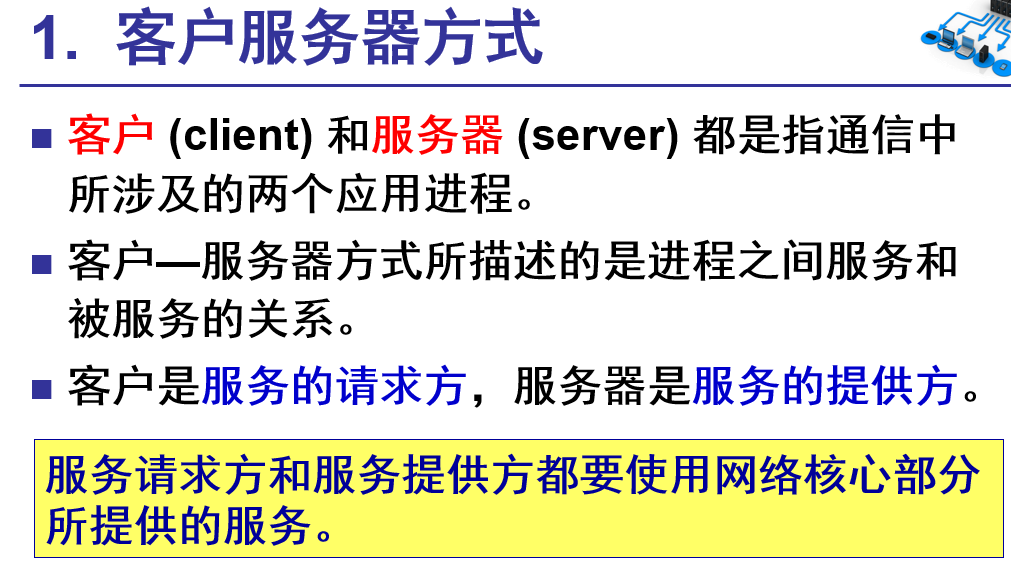 1. 客户服务器方式
客户 (client) 和服务器 (server) 都是指通信中
所涉及的两个应用进程。
客户—服务器方式所描述的是进程之间服务和
被服务的关系。
客户是服务的请求方，服务器是服务的提供方。
服务请求方和服务提供方都要使用网络核心部分
所提供的服务。